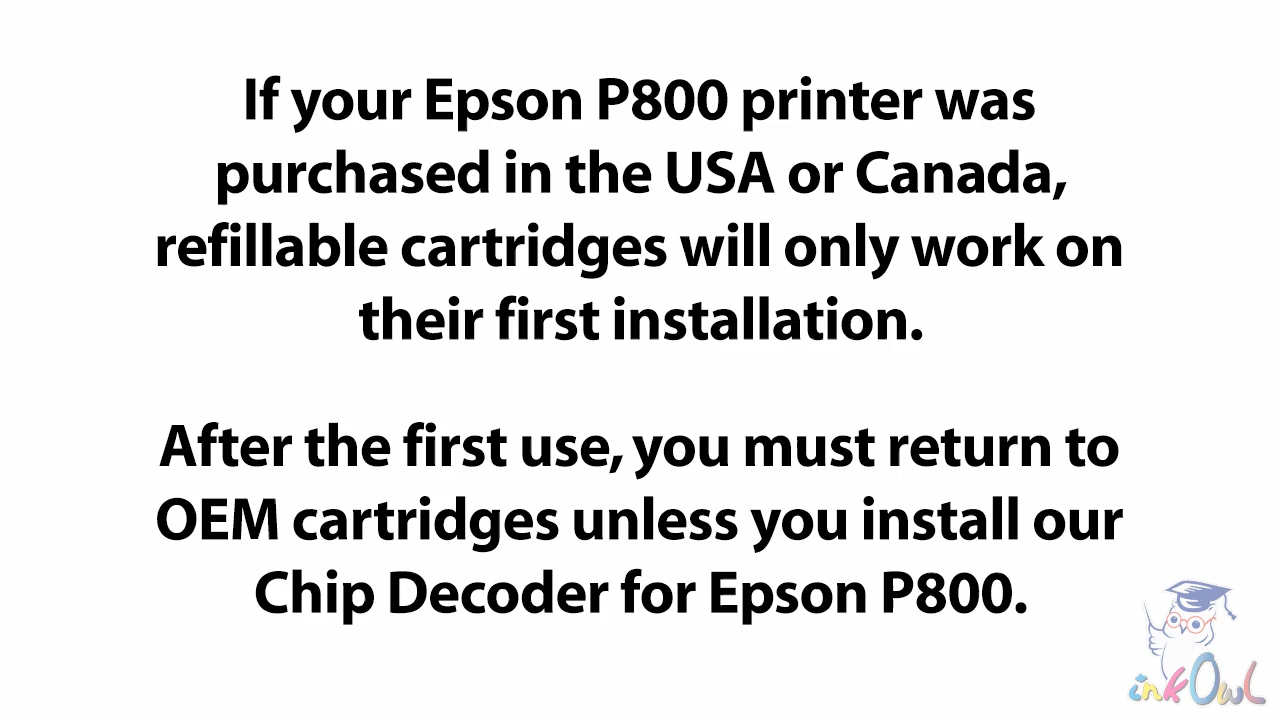 If your Epson P800 printer was
purchased in the USA or Canada,
refillable cartridges will only work on
their first installation.
After the first use, you must return to
OEM cartridges unless you install our
Chip Decoder for Epson P800.
inkOwl